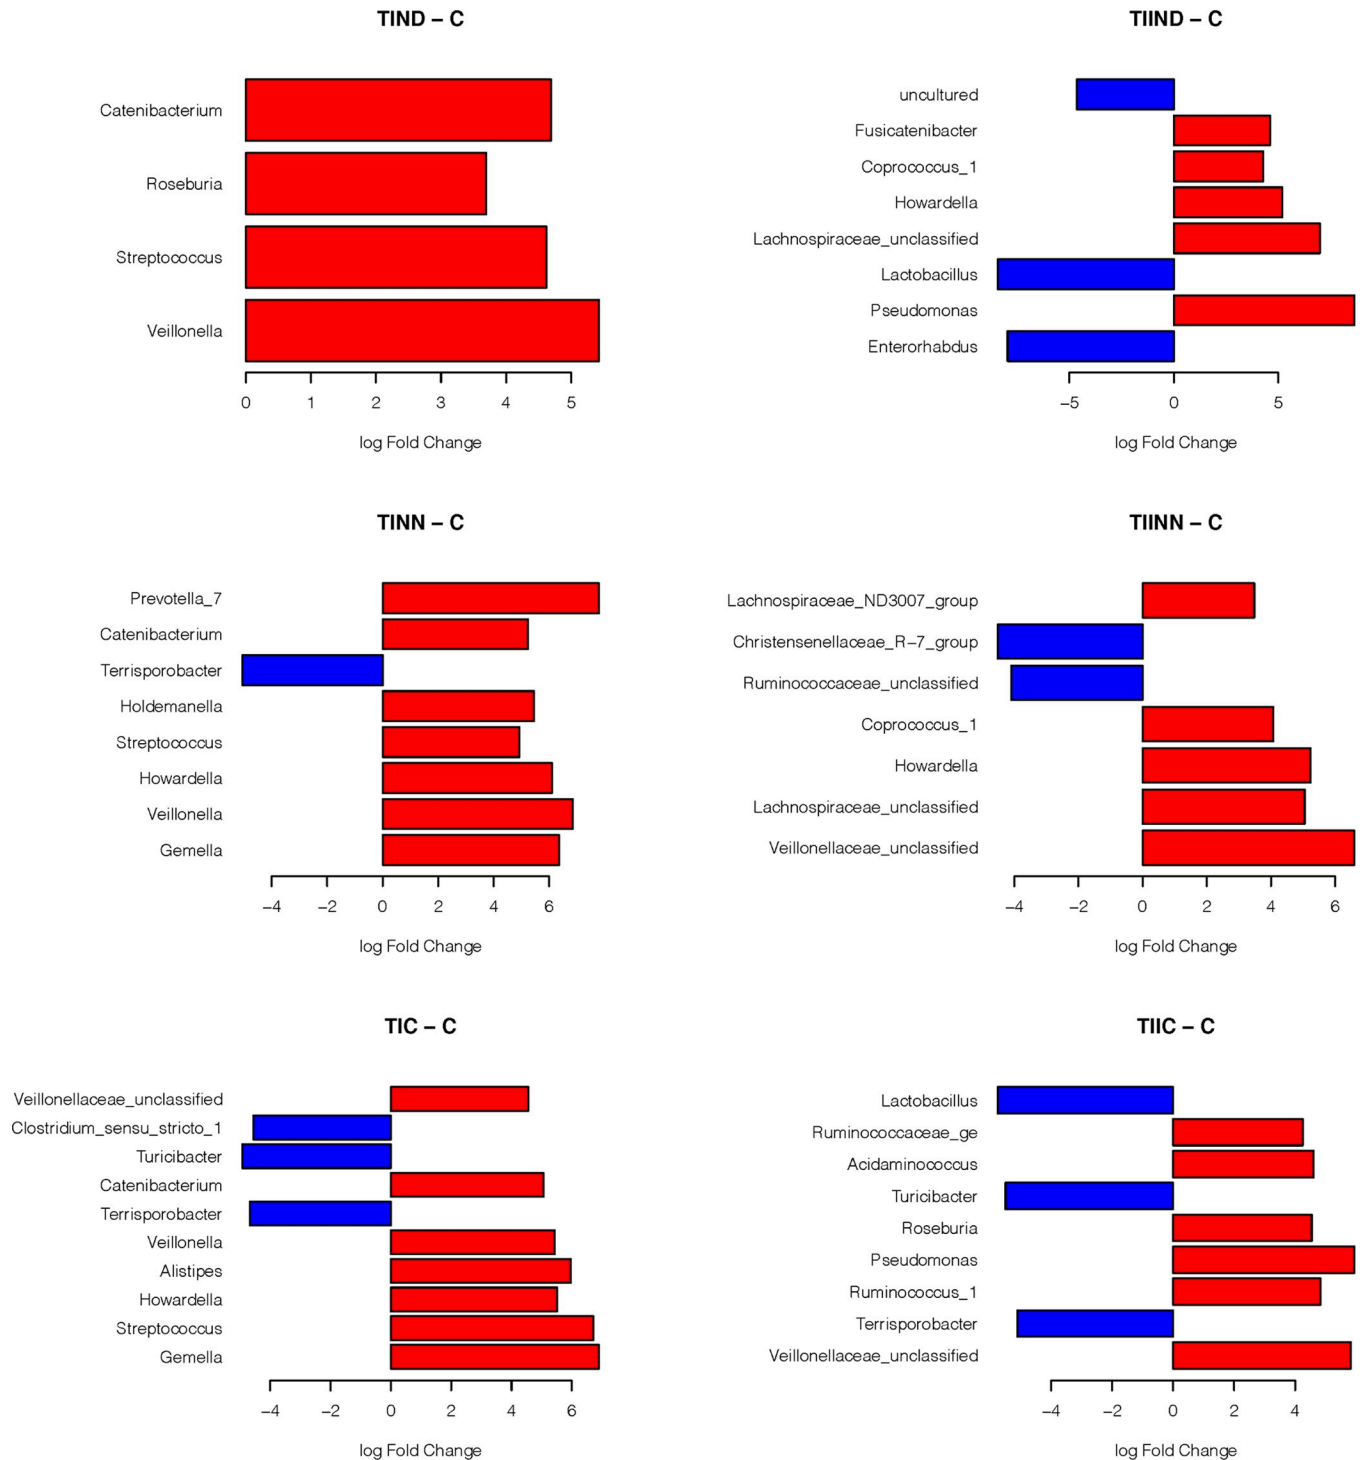 TIND – C
Catenibacterium
Roseburia
Streptococcus
Veillonella
0 1 2 3 4 5
log Fold Change
TIIND – C
uncultured
Fusicatenibacter
Coprococcus_1
Howardella
Lachnospiraceae_unclassified
Lactobacillus
Pseudomonas
Enterorhabdus
−5 0 5
log Fold Change
TINN – C
Prevotella_7
Catenibacterium
Terrisporobacter
Holdemanella
Streptococcus
Howardella
Veillonella
Gemella
−4 −2 0 2 4 6
log Fold Change
TIINN – C
Lachnospiraceae_ND3007_group
Christensenellaceae_R−7_group
Ruminococcaceae_unclassified
Coprococcus_1
Howardella
Lachnospiraceae_unclassified
Veillonellaceae_unclassified
−4 −2 0 2 4 6
log Fold Change
TIC – C
Veillonellaceae_unclassified
Clostridium_sensu_stricto_1
Turicibacter
Catenibacterium
Terrisporobacter
Veillonella
Alistipes
Howardella
Streptococcus
Gemella
−4 −2 0 2 4 6
log Fold Change
TIIC – C
Lactobacillus
Ruminococcaceae_ge
Acidaminococcus
Turicibacter
Roseburia
Pseudomonas
Ruminococcus_1
Terrisporobacter
Veillonellaceae_unclassified
−4 −2 0 2 4
log Fold Change